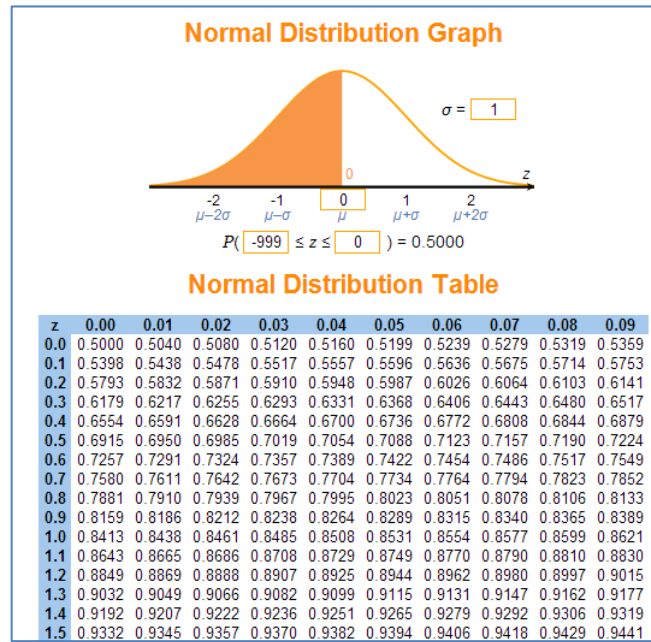 Normal Distribution Graph
σ = 1
0
z
-2 -1 0 1 2
μ−2σ μ−σ μ μ+σ μ+2σ
P( -999 ≤ z ≤ 0 ) = 0.5000
Normal Distribution Table
z 0.00 0.01 0.02 0.03 0.04 0.05 0.06 0.07 0.08 0.09
0.0 0.5000 0.5040 0.5080 0.5120 0.5160 0.5199 0.5239 0.5279 0.5319 0.5359
0.1 0.5398 0.5438 0.5478 0.5517 0.5557 0.5596 0.5636 0.5675 0.5714 0.5753
0.2 0.5793 0.5832 0.5871 0.5910 0.5948 0.5987 0.6026 0.6064 0.6103 0.6141
0.3 0.6179 0.6217 0.6255 0.6293 0.6331 0.6368 0.6406 0.6443 0.6480 0.6517
0.4 0.6554 0.6591 0.6628 0.6664 0.6700 0.6736 0.6772 0.6808 0.6844 0.6879
0.5 0.6915 0.6950 0.6985 0.7019 0.7054 0.7088 0.7123 0.7157 0.7190 0.7224
0.6 0.7257 0.7291 0.7324 0.7357 0.7389 0.7422 0.7454 0.7486 0.7517 0.7549
0.7 0.7580 0.7611 0.7642 0.7673 0.7704 0.7734 0.7764 0.7794 0.7823 0.7852
0.8 0.7881 0.7910 0.7939 0.7967 0.7995 0.8023 0.8051 0.8078 0.8106 0.8133
0.9 0.8159 0.8186 0.8212 0.8238 0.8264 0.8289 0.8315 0.8340 0.8365 0.8389
1.0 0.8413 0.8438 0.8461 0.8485 0.8508 0.8531 0.8554 0.8577 0.8599 0.8621
1.1 0.8643 0.8665 0.8686 0.8708 0.8729 0.8749 0.8770 0.8790 0.8810 0.8830
1.2 0.8849 0.8869 0.8888 0.8907 0.8925 0.8944 0.8962 0.8980 0.8997 0.9015
1.3 0.9032 0.9049 0.9066 0.9082 0.9099 0.9115 0.9131 0.9147 0.9162 0.9177
1.4 0.9192 0.9207 0.9222 0.9236 0.9251 0.9265 0.9279 0.9292 0.9306 0.9319
1.5 0.9332 0.9345 0.9357 0.9370 0.9382 0.9394 0.9406 0.9418 0.9429 0.9441